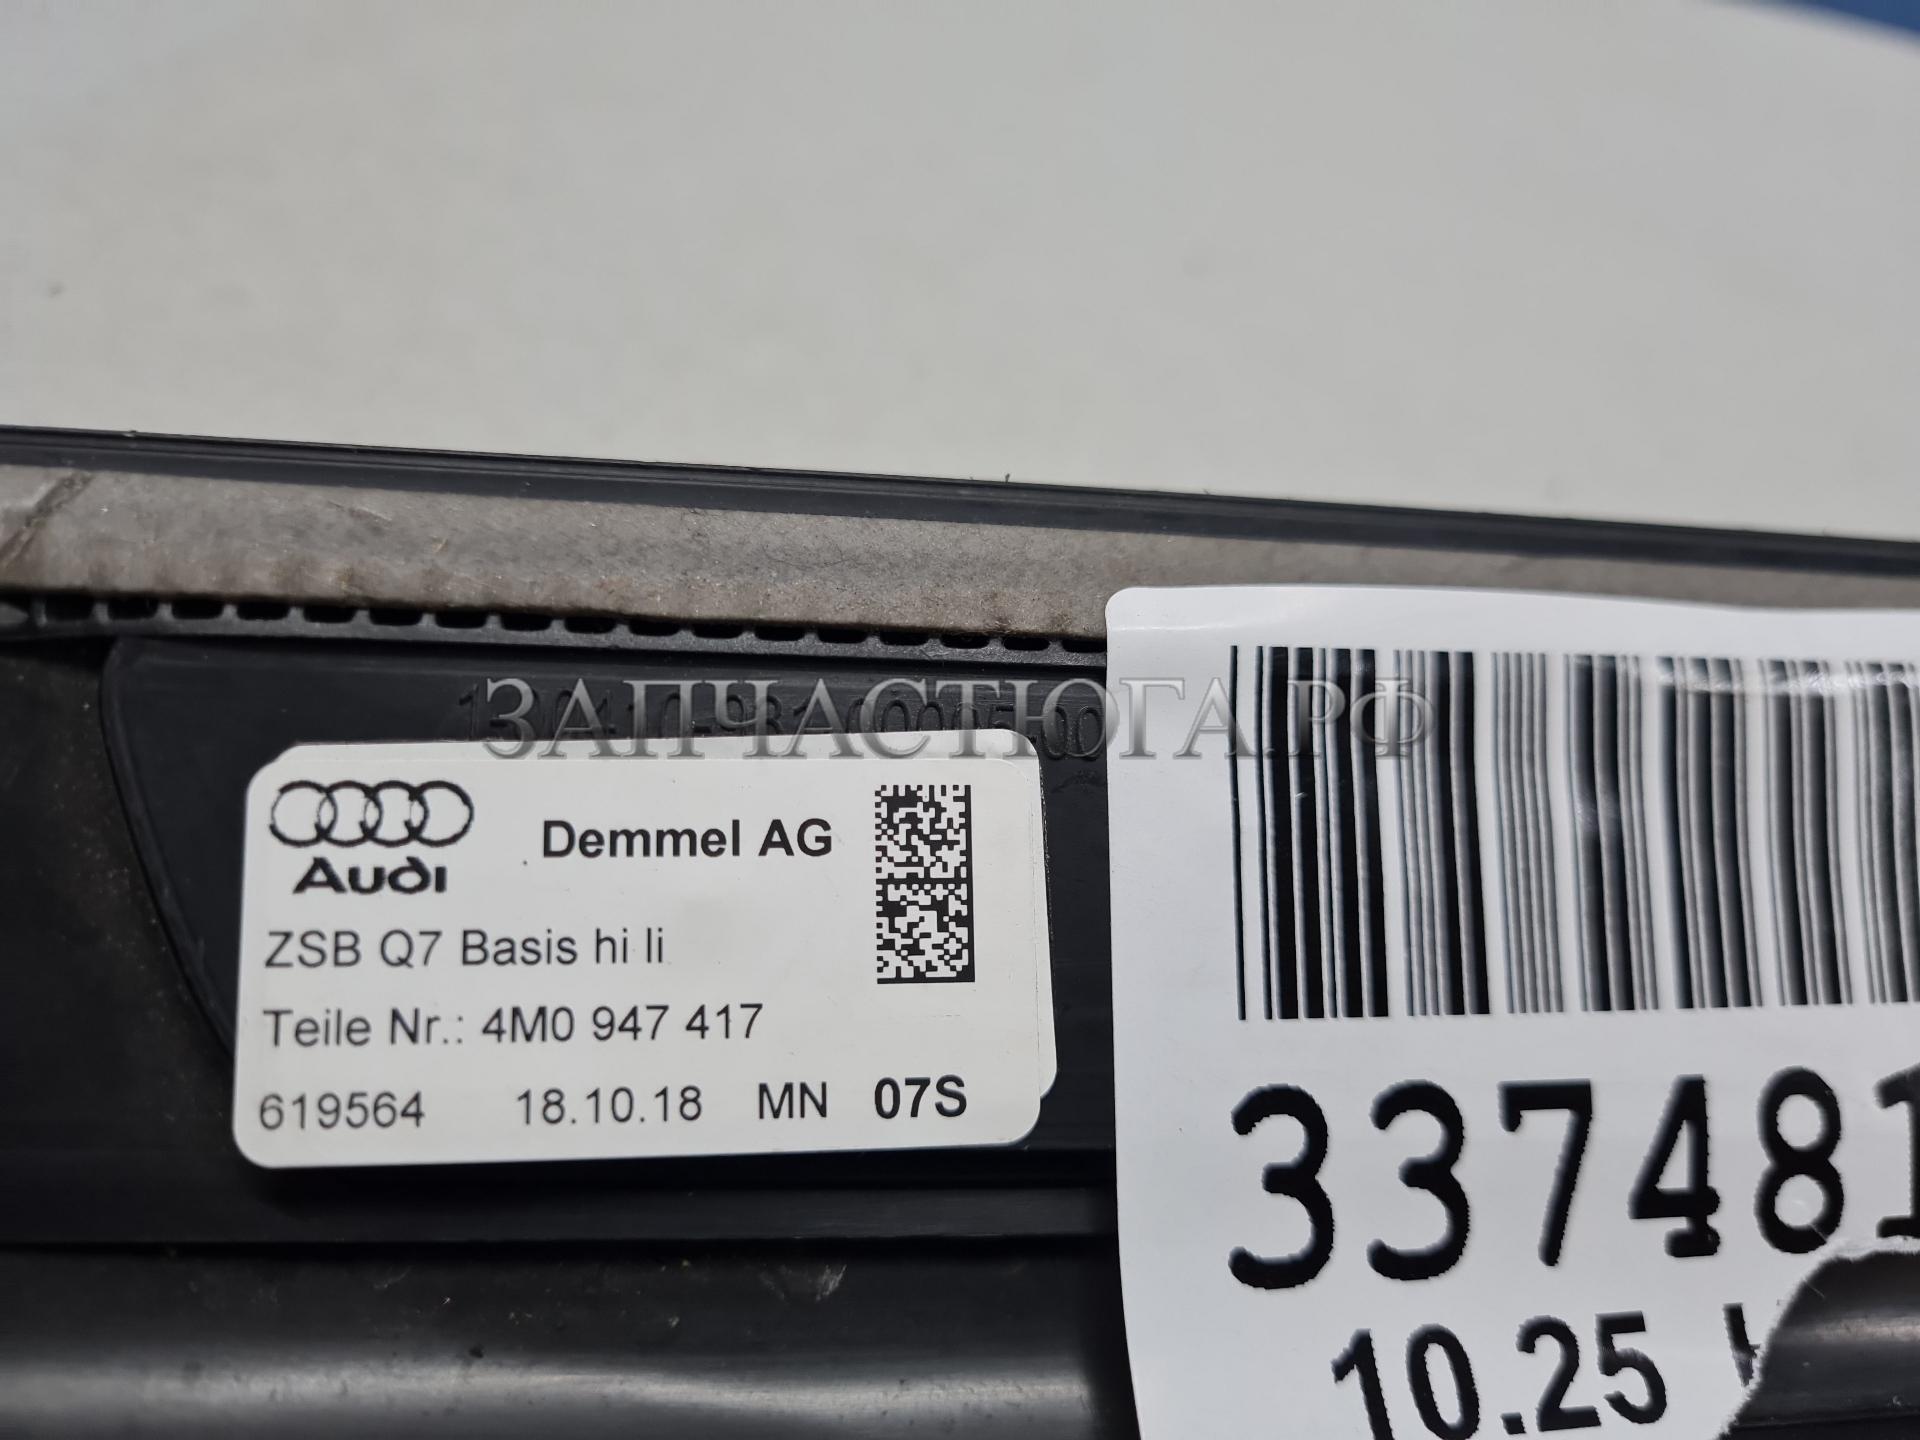 ЗАПЧАСТЮГА.РФ
Audi
Demmel AG
ZSB Q7 Basis hi li
Teile Nr.: 4M0 947 417
619564 18.10.18 MN 07S
337481
10.25